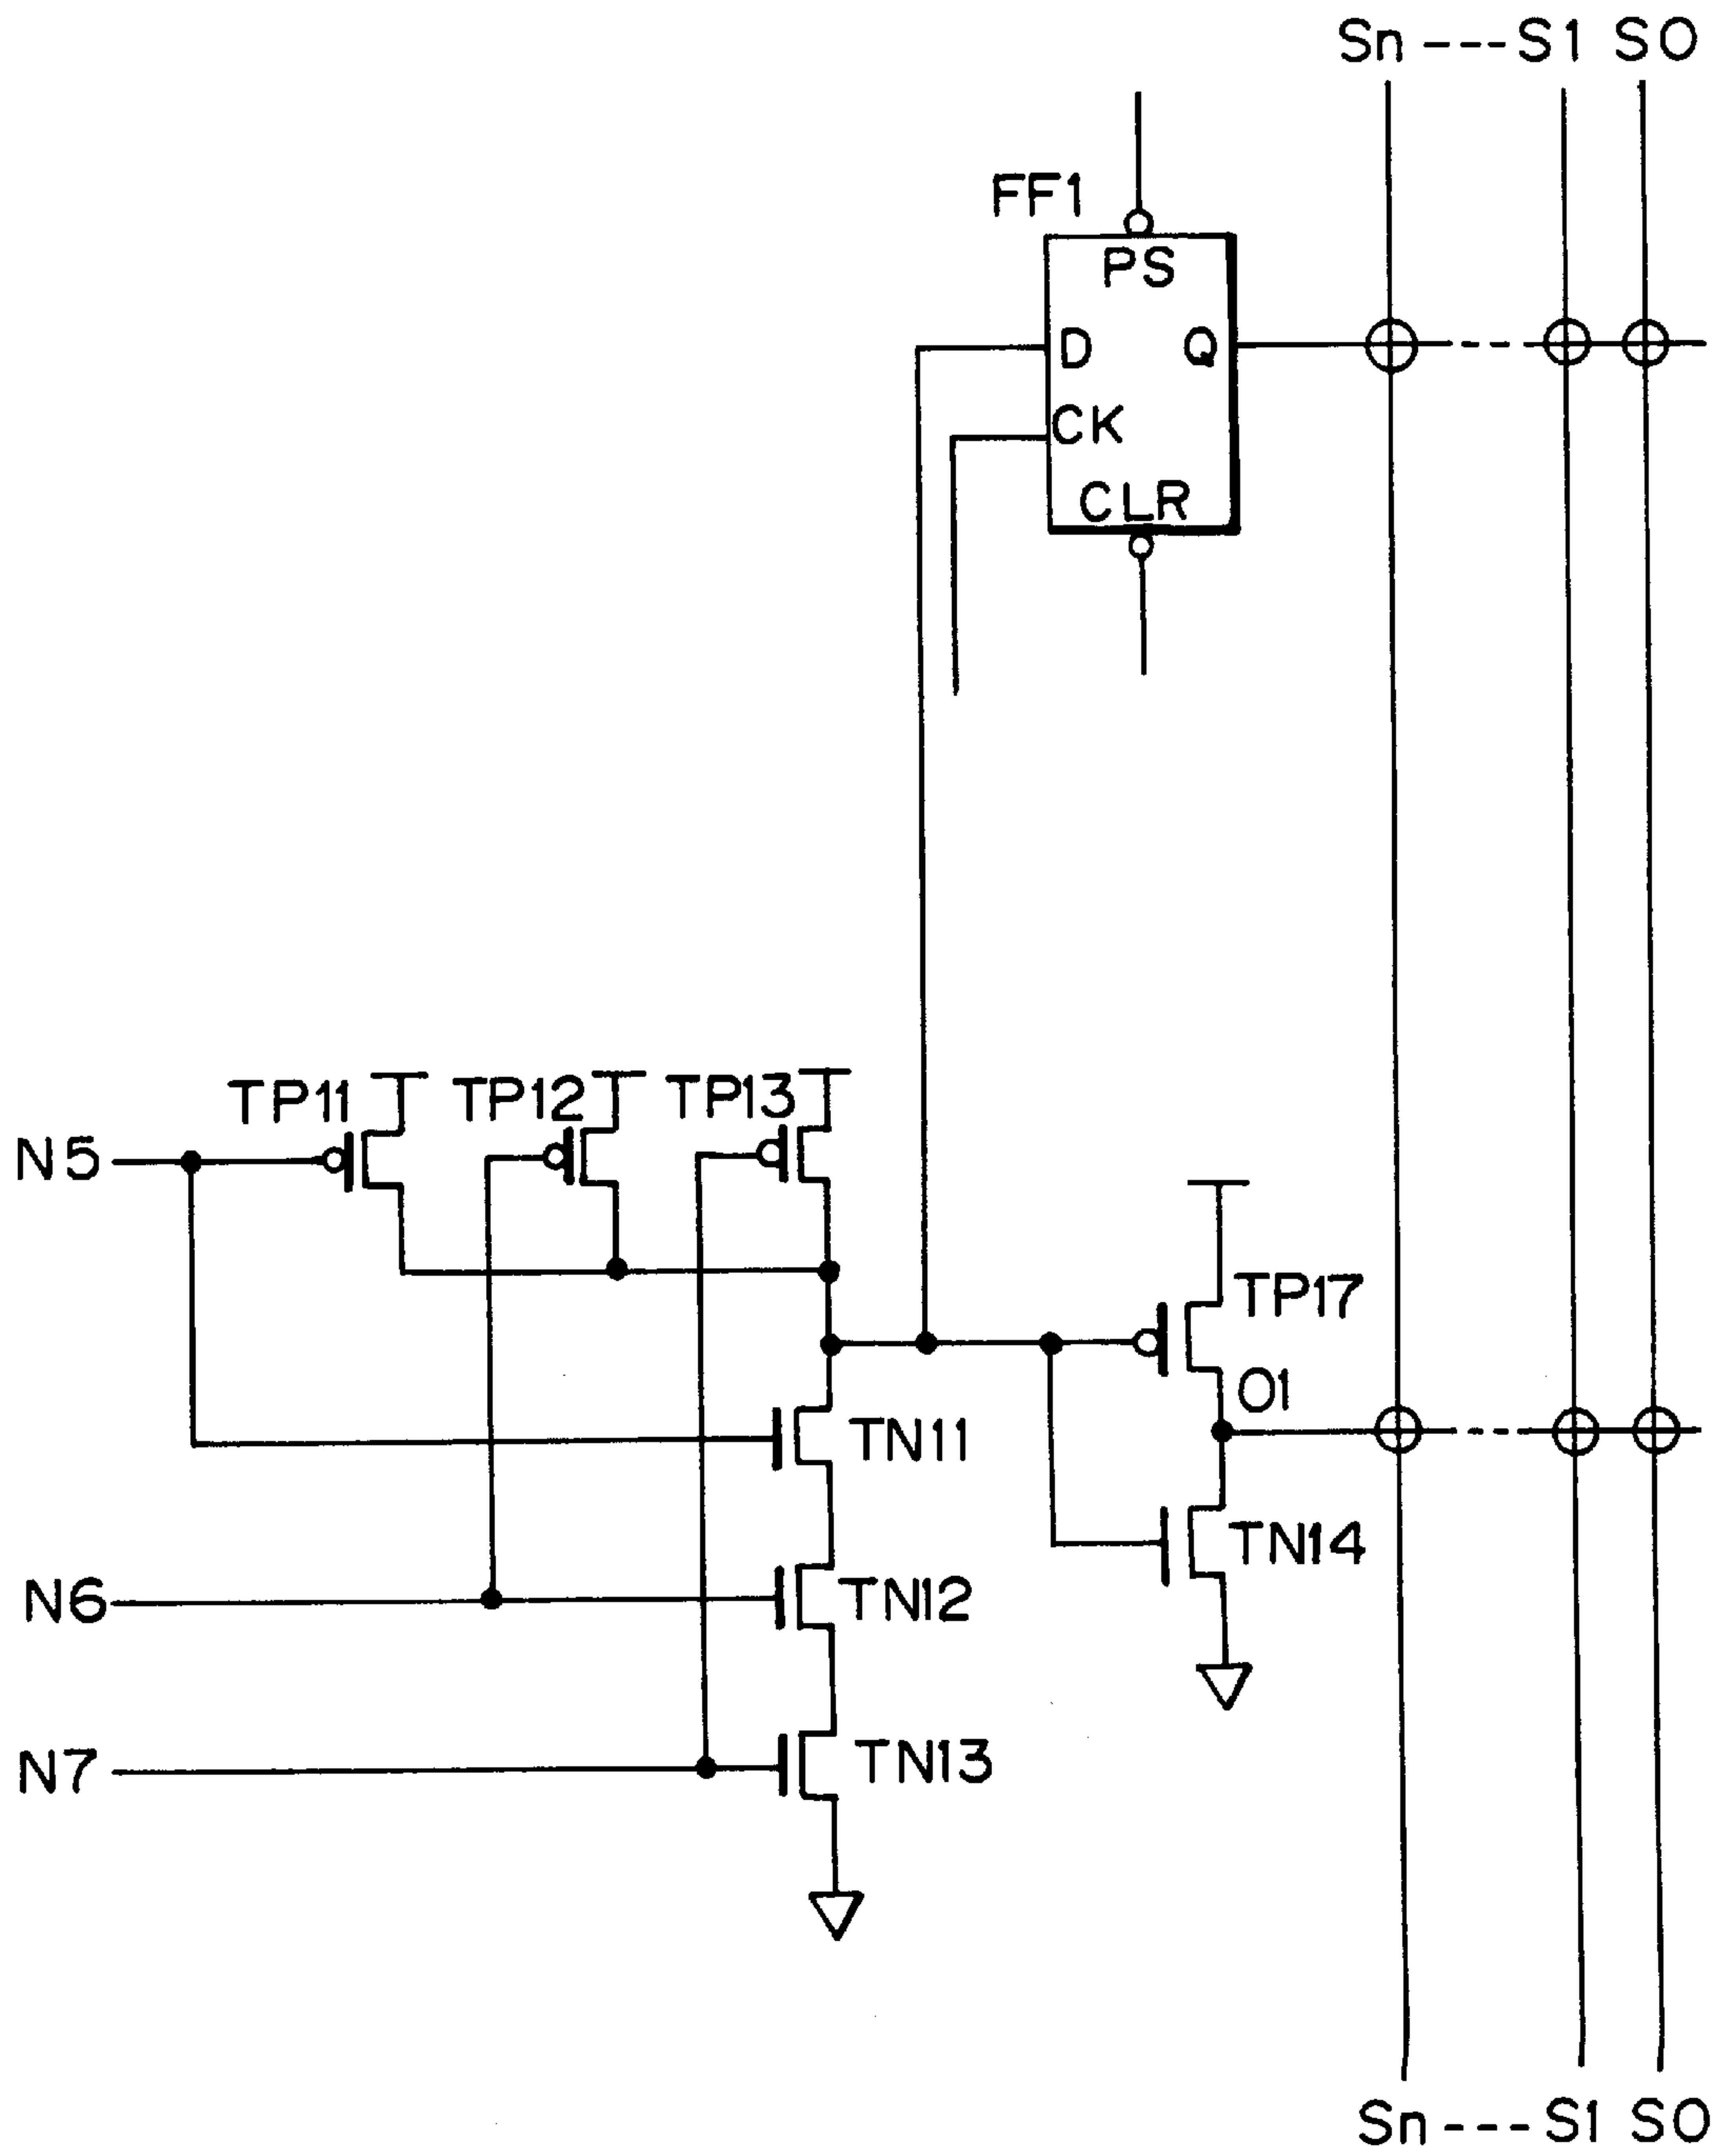 Sn ---S1 S0
FF1
PS
D Q
CK
CLR
TP11 TP12 TP13
N5
TP17
O1
TN11
TN14
N6 TN12
N7 TN13
Sn ---S1 S0